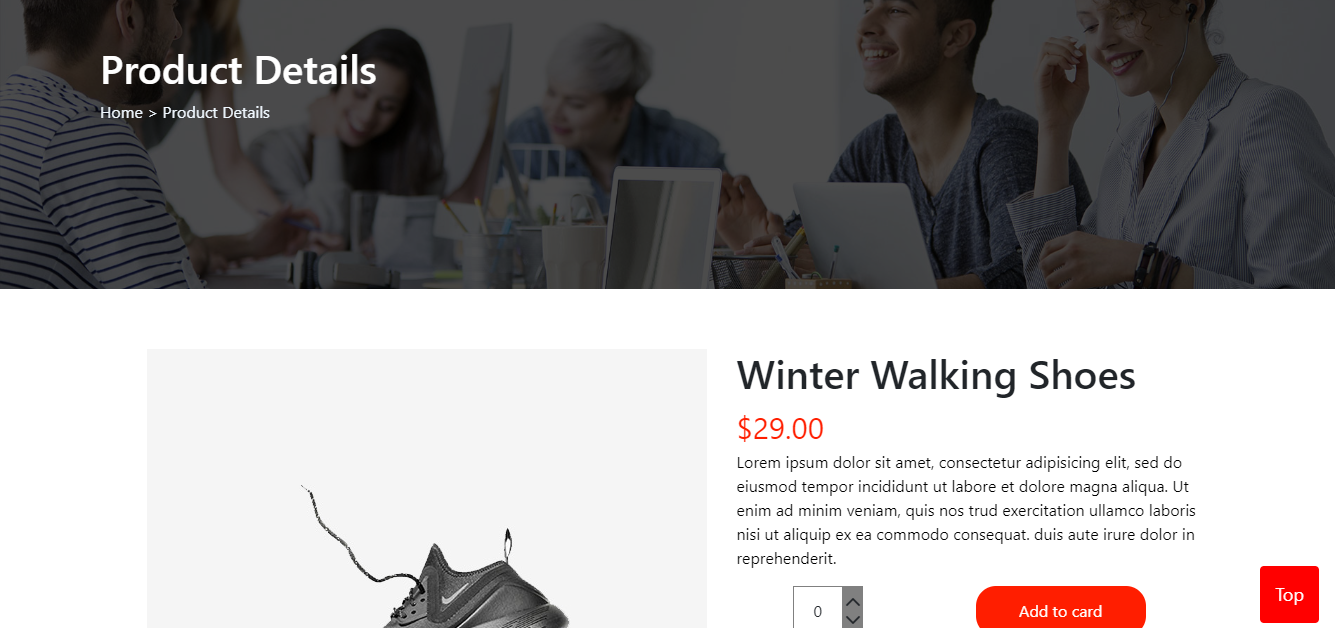 Product Details
Home > Product Details
Winter Walking Shoes
$29.00
Lorem ipsum dolor sit amet, consectetur adipisicing elit, sed do
eiusmod tempor incididunt ut labore et dolore magna aliqua. Ut
enim ad minim veniam, quis nos trud exercitation ullamco laboris
nisi ut aliquip ex ea commodo consequat. duis aute irure dolor in
reprehenderit.
0
Add to card
Top